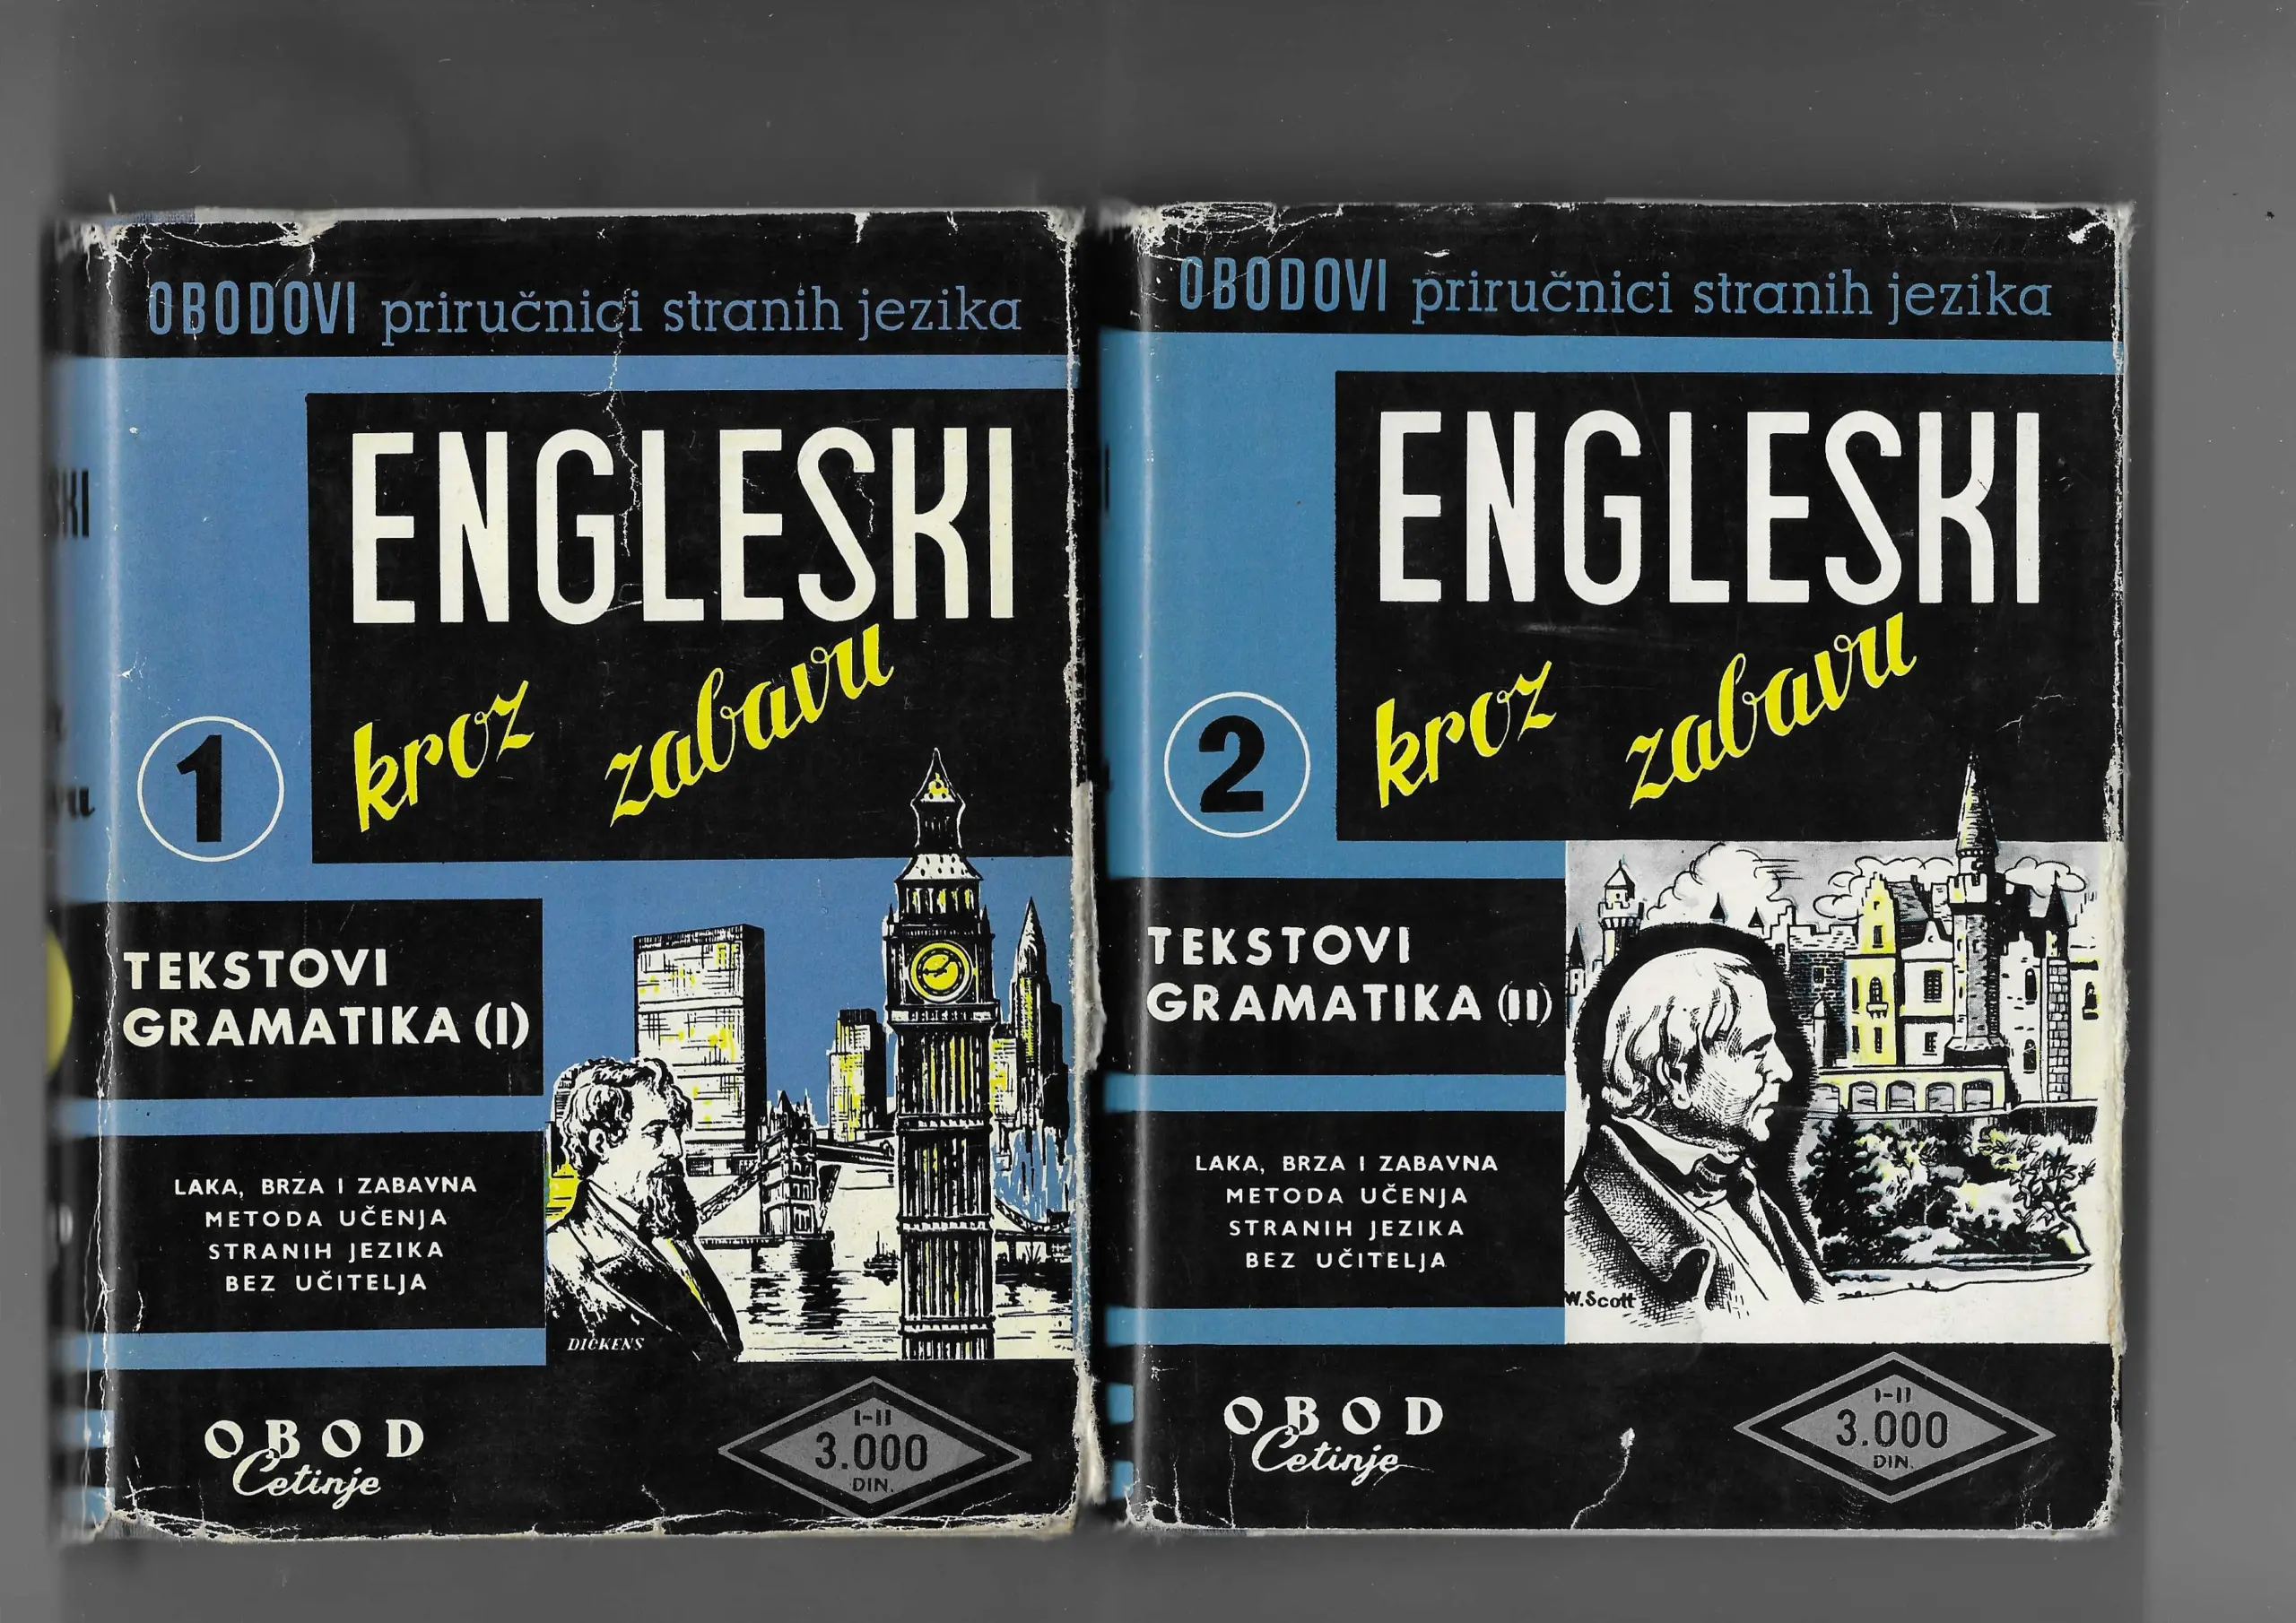 OBODOVI priručnici stranih jezika
ENGLESKI
kroz zabavu
1
TEKSTOVI
GRAMATIKA (I)
LAKA, BRZA I ZABAVNA
METODA UČENJA
STRANIH JEZIKA
BEZ UČITELJA
DICKENS
OBOD
Cetinje
I-II
3.000
DIN.
OBODOVI priručnici stranih jezika
ENGLESKI
kroz zabavu
2
TEKSTOVI
GRAMATIKA (II)
LAKA, BRZA I ZABAVNA
METODA UČENJA
STRANIH JEZIKA
BEZ UČITELJA
W.Scott
OBOD
Cetinje
I-II
3.000
DIN.